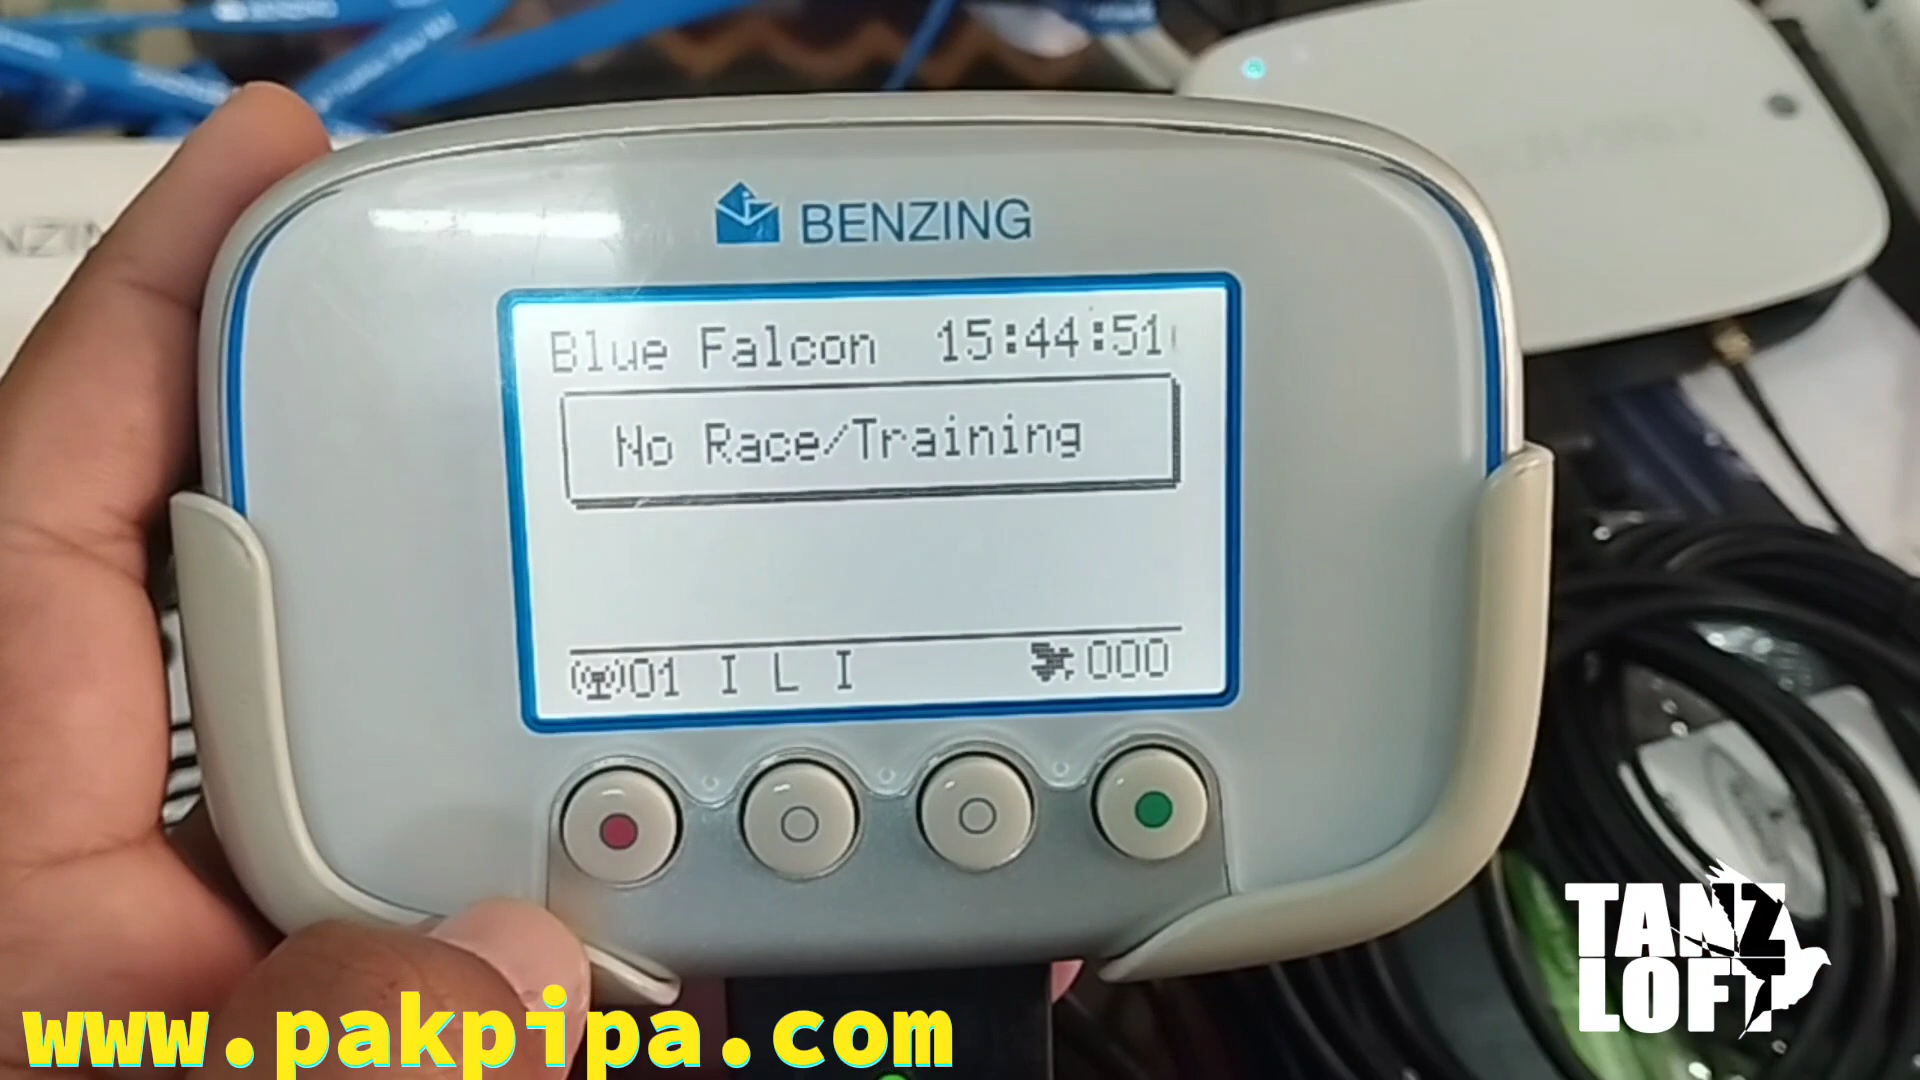 BENZING
Blue Falcon 15:44:51
No Race/Training
01 I L I 000
TANZ
LOFT
www.pakpipa.com